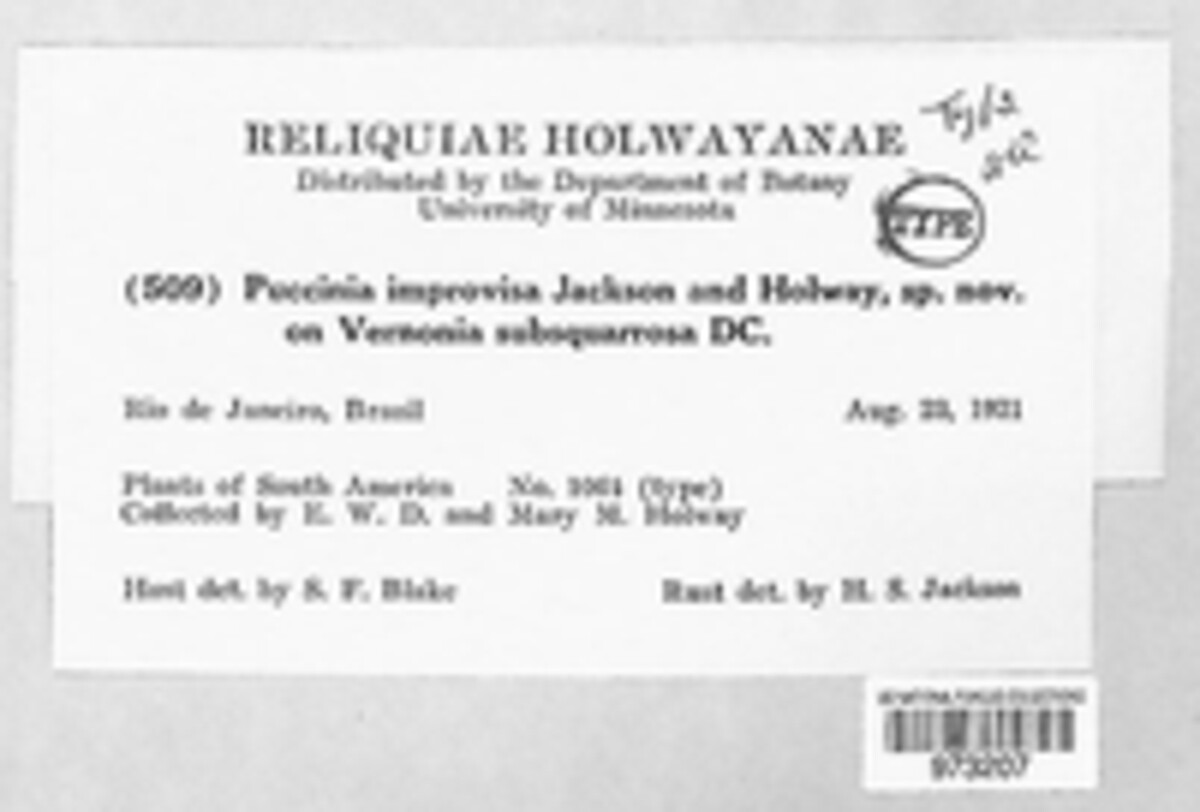 RELIQUIAE HOLWAYANAE
Distributed by the Department of Botany
University of Minnesota
TYPE
(509) Puccinia improvisa Jackson and Holway, sp. nov.
on Vernonia subsquarrosa DC.
Rio de Janeiro, Brasil Aug. 1921
Plants of South America No. (type)
Collected by E. W. D. and Mary M. Holway
Host det. by S. F. Blake Rust det. by H. S. Jackson
973207